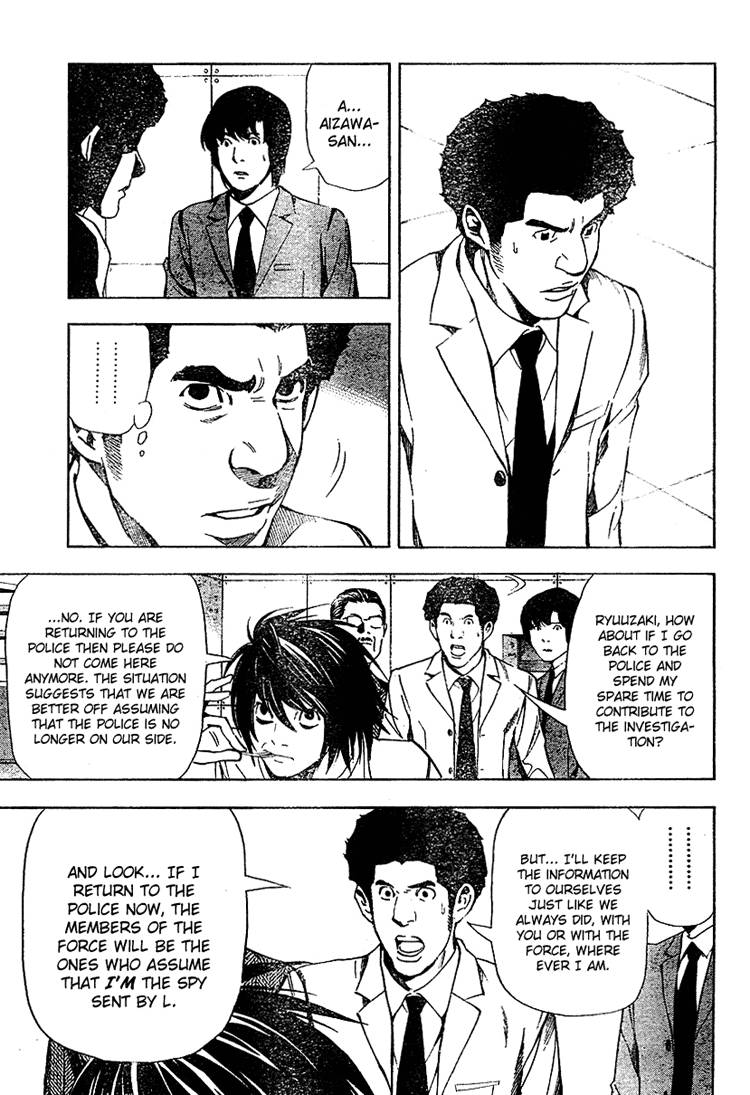 A...
AIZAWA-
SAN...
..........
..........
RYUUZAKI, HOW
ABOUT IF I GO
BACK TO THE
POLICE AND
SPEND MY
SPARE TIME TO
CONTRIBUTE TO
THE INVESTIGA-
TION?
...NO. IF YOU ARE
RETURNING TO THE
POLICE THEN PLEASE DO
NOT COME HERE
ANYMORE. THE SITUATION
SUGGESTS THAT WE ARE
BETTER OFF ASSUMING
THAT THE POLICE IS NO
LONGER ON OUR SIDE.
..........
..........
BUT... I'LL KEEP
THE INFORMATION
TO OURSELVES
JUST LIKE WE
ALWAYS DID, WITH
YOU OR WITH THE
FORCE, WHERE
EVER I AM.
AND LOOK... IF I
RETURN TO THE
POLICE NOW, THE
MEMBERS OF THE
FORCE WILL BE THE
ONES WHO ASSUME
THAT I'M THE SPY
SENT BY L.